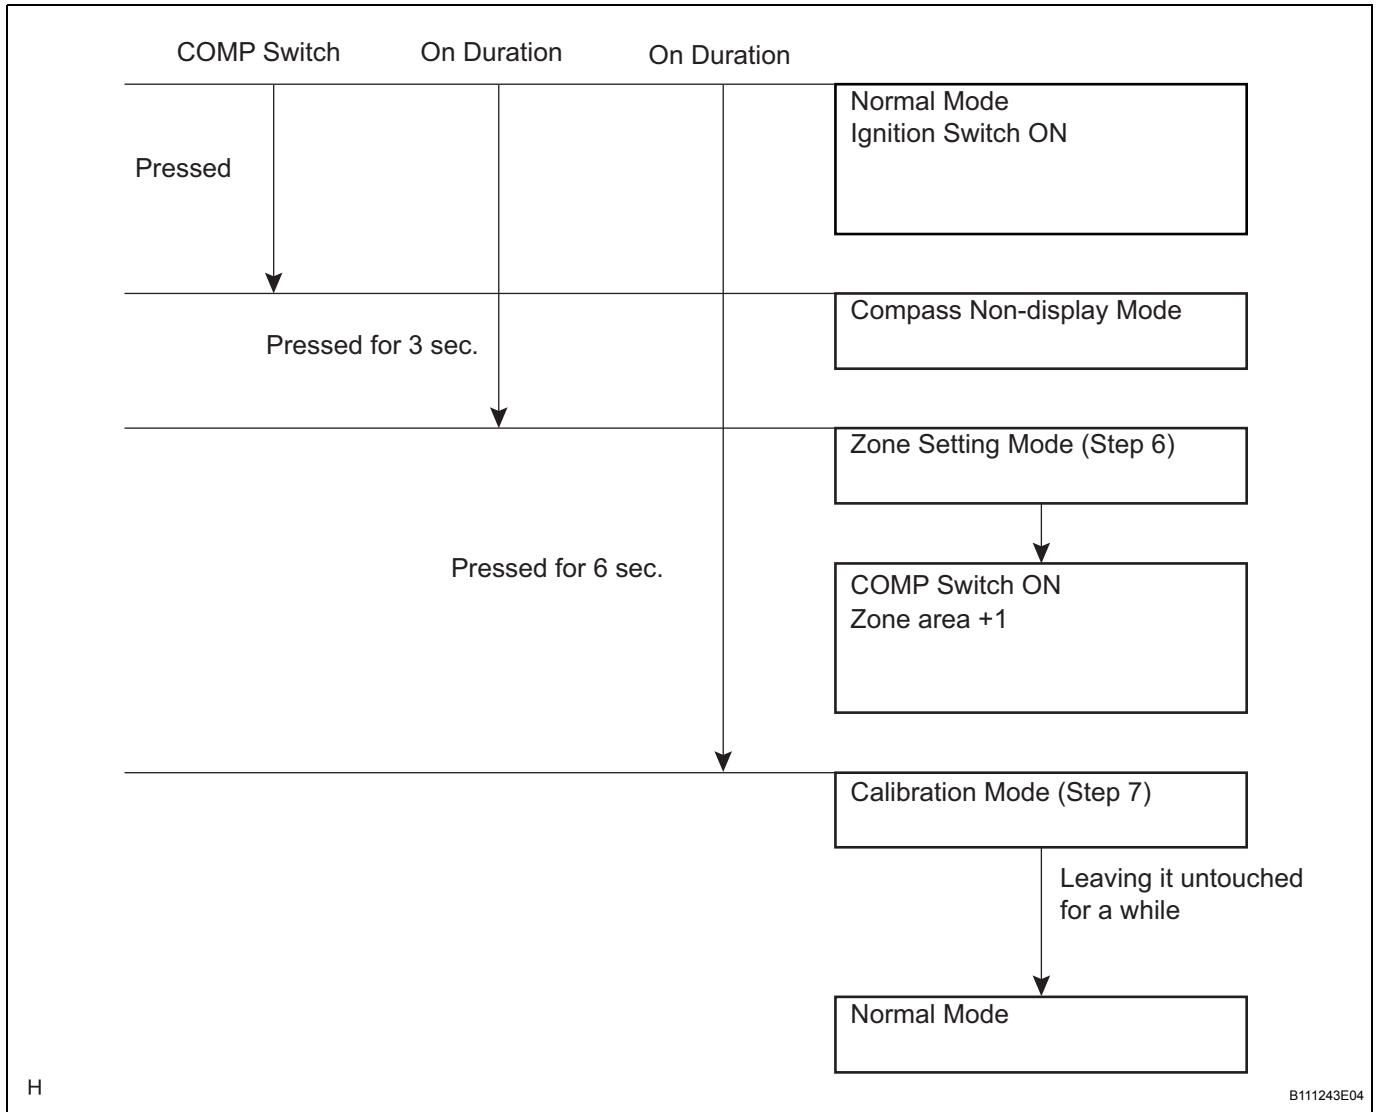 COMP Switch
On Duration
On Duration
Normal Mode
Ignition Switch ON
Pressed
Compass Non-display Mode
Pressed for 3 sec.
Zone Setting Mode (Step 6)
Pressed for 6 sec.
COMP Switch ON
Zone area +1
Calibration Mode (Step 7)
Leaving it untouched
for a while
Normal Mode
H
B111243E04